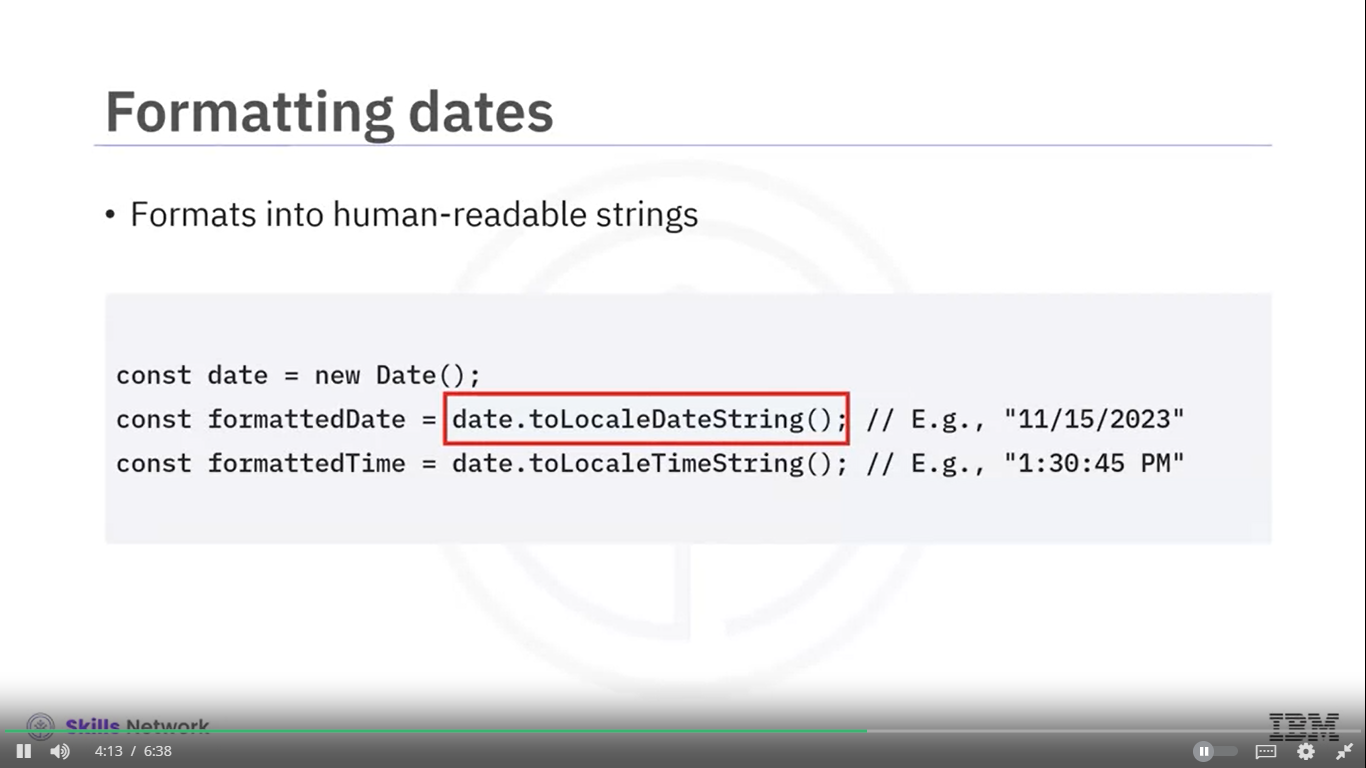 Formatting dates
• Formats into human-readable strings
const date = new Date();
const formattedDate = date.toLocaleDateString(); // E.g., "11/15/2023"
const formattedTime = date.toLocaleTimeString(); // E.g., "1:30:45 PM"
Skills Network
IBM
4:13 / 6:38